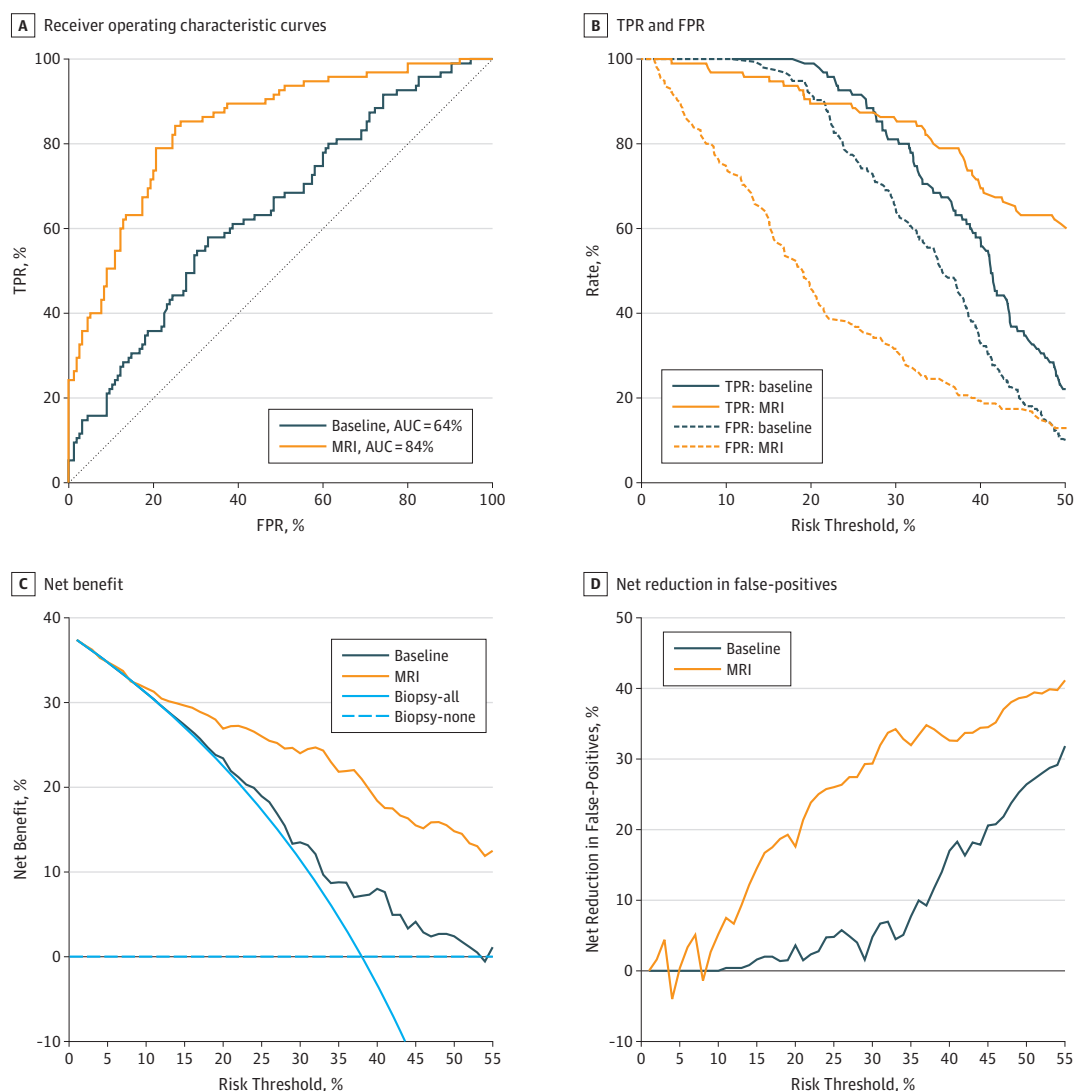 A Receiver operating characteristic curves
100
80
60
40
20
0
TPR, %
0 20 40 60 80 100
FPR, %
Baseline, AUC = 64%
MRI, AUC = 84%
B TPR and FPR
100
80
60
40
20
0
Rate, %
0 10 20 30 40 50
Risk Threshold, %
TPR: baseline
TPR: MRI
FPR: baseline
FPR: MRI
C Net benefit
40
30
20
10
0
-10
Net Benefit, %
0 5 10 15 20 25 30 35 40 45 50 55
Risk Threshold, %
Baseline
MRI
Biopsy-all
Biopsy-none
D Net reduction in false-positives
50
40
30
20
10
0
-10
Net Reduction in False-Positives, %
0 5 10 15 20 25 30 35 40 45 50 55
Risk Threshold, %
Baseline
MRI